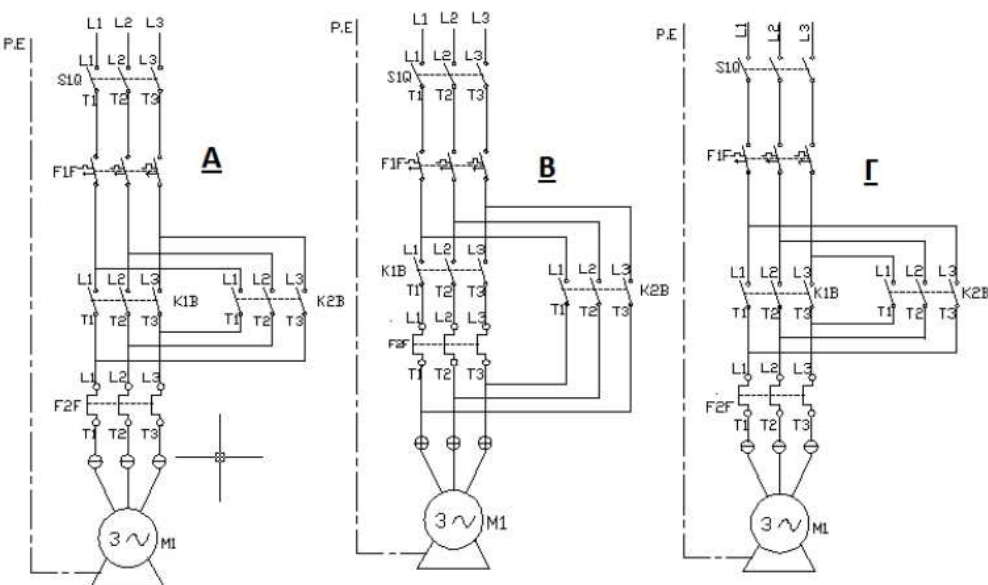 L1 L2 L3
P.E
L1 L2 L3
S1Q
T1 T2 T3
F1F
A
L1 L2 L3
K1B
T1 T2 T3
L1 L2 L3
K2B
T1 T2 T3
L1 L2 L3
F2F
T1 T2 T3
3 ~
M1
L1 L2 L3
P.E
L1 L2 L3
S1Q
T1 T2 T3
F1F
B
L1 L2 L3
K1B
T1 T2 T3
L1 L2 L3
K2B
T1 T2 T3
L1 L2 L3
F2F
T1 T2 T3
3 ~
M1
L1 L2 L3
P.E
S1Q
F1F
Γ
L1 L2 L3
K1B
T1 T2 T3
L1 L2 L3
K2B
T1 T2 T3
L1 L2 L3
F2F
T1 T2 T3
3 ~
M1